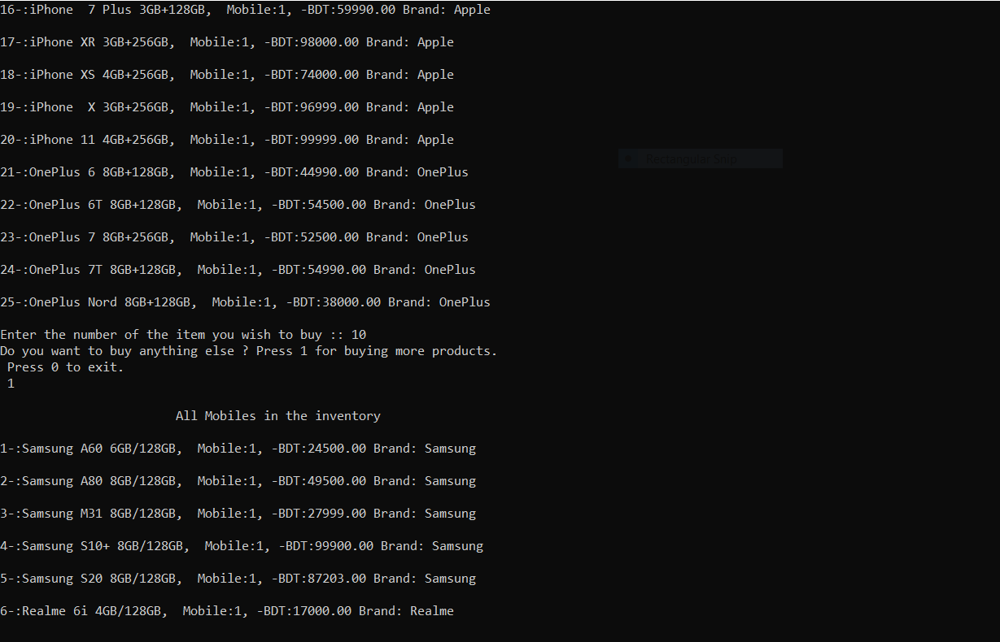 16-:iPhone  7 Plus 3GB+128GB,  Mobile:1, -BDT:59990.00 Brand: Apple
17-:iPhone XR 3GB+256GB,  Mobile:1, -BDT:98000.00 Brand: Apple
18-:iPhone XS 4GB+256GB,  Mobile:1, -BDT:74000.00 Brand: Apple
19-:iPhone  X 3GB+256GB,  Mobile:1, -BDT:96999.00 Brand: Apple
20-:iPhone 11 4GB+256GB,  Mobile:1, -BDT:99999.00 Brand: Apple
Rectangular Snip
21-:OnePlus 6 8GB+128GB,  Mobile:1, -BDT:44990.00 Brand: OnePlus
22-:OnePlus 6T 8GB+128GB,  Mobile:1, -BDT:54500.00 Brand: OnePlus
23-:OnePlus 7 8GB+256GB,  Mobile:1, -BDT:52500.00 Brand: OnePlus
24-:OnePlus 7T 8GB+128GB,  Mobile:1, -BDT:54990.00 Brand: OnePlus
25-:OnePlus Nord 8GB+128GB,  Mobile:1, -BDT:38000.00 Brand: OnePlus
Enter the number of the item you wish to buy :: 10
Do you want to buy anything else ? Press 1 for buying more products.
Press 0 to exit.
1
All Mobiles in the inventory
1-:Samsung A60 6GB/128GB,  Mobile:1, -BDT:24500.00 Brand: Samsung
2-:Samsung A80 8GB/128GB,  Mobile:1, -BDT:49500.00 Brand: Samsung
3-:Samsung M31 8GB/128GB,  Mobile:1, -BDT:27999.00 Brand: Samsung
4-:Samsung S10+ 8GB/128GB,  Mobile:1, -BDT:99900.00 Brand: Samsung
5-:Samsung S20 8GB/128GB,  Mobile:1, -BDT:87203.00 Brand: Samsung
6-:Realme 6i 4GB/128GB,  Mobile:1, -BDT:17000.00 Brand: Realme